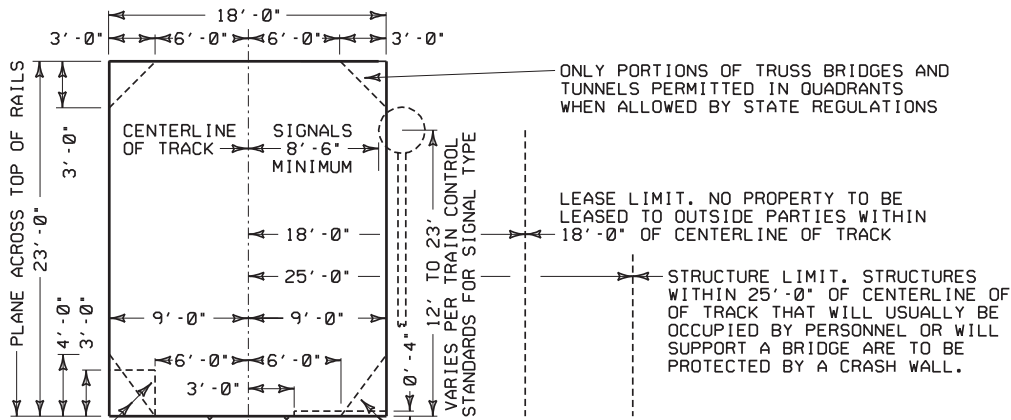 18'-0"
3'-0" 6'-0" 6'-0" 3'-0"
ONLY PORTIONS OF TRUSS BRIDGES AND
TUNNELS PERMITTED IN QUADRANTS
WHEN ALLOWED BY STATE REGULATIONS
PLANE ACROSS TOP OF RAILS
23'-0"
3'-0"
CENTERLINE
OF TRACK
SIGNALS
8'-6"
MINIMUM
12' TO 23'
VARIES PER TRAIN CONTROL
STANDARDS FOR SIGNAL TYPE
LEASE LIMIT. NO PROPERTY TO BE
LEASED TO OUTSIDE PARTIES WITHIN
18'-0" OF CENTERLINE OF TRACK
18'-0"
25'-0"
STRUCTURE LIMIT. STRUCTURES
WITHIN 25'-0" OF CENTERLINE OF
OF TRACK THAT WILL USUALLY BE
OCCUPIED BY PERSONNEL OR WILL
SUPPORT A BRIDGE ARE TO BE
PROTECTED BY A CRASH WALL.
9'-0" 9'-0"
4'-0"
3'-0"
6'-0" 6'-0"
3'-0"
0'-4"